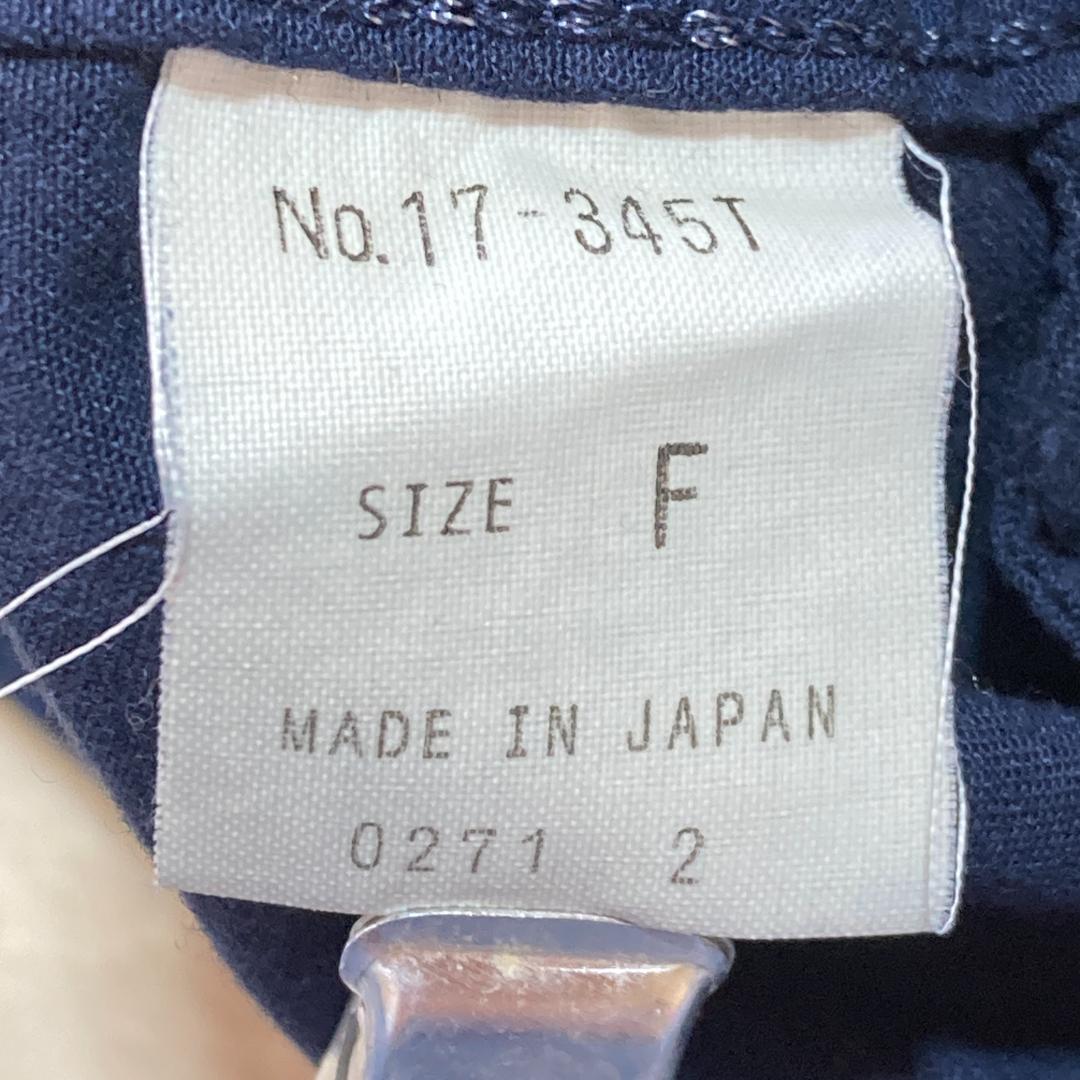 No.17-345T
SIZE F
MADE IN JAPAN
0271 2